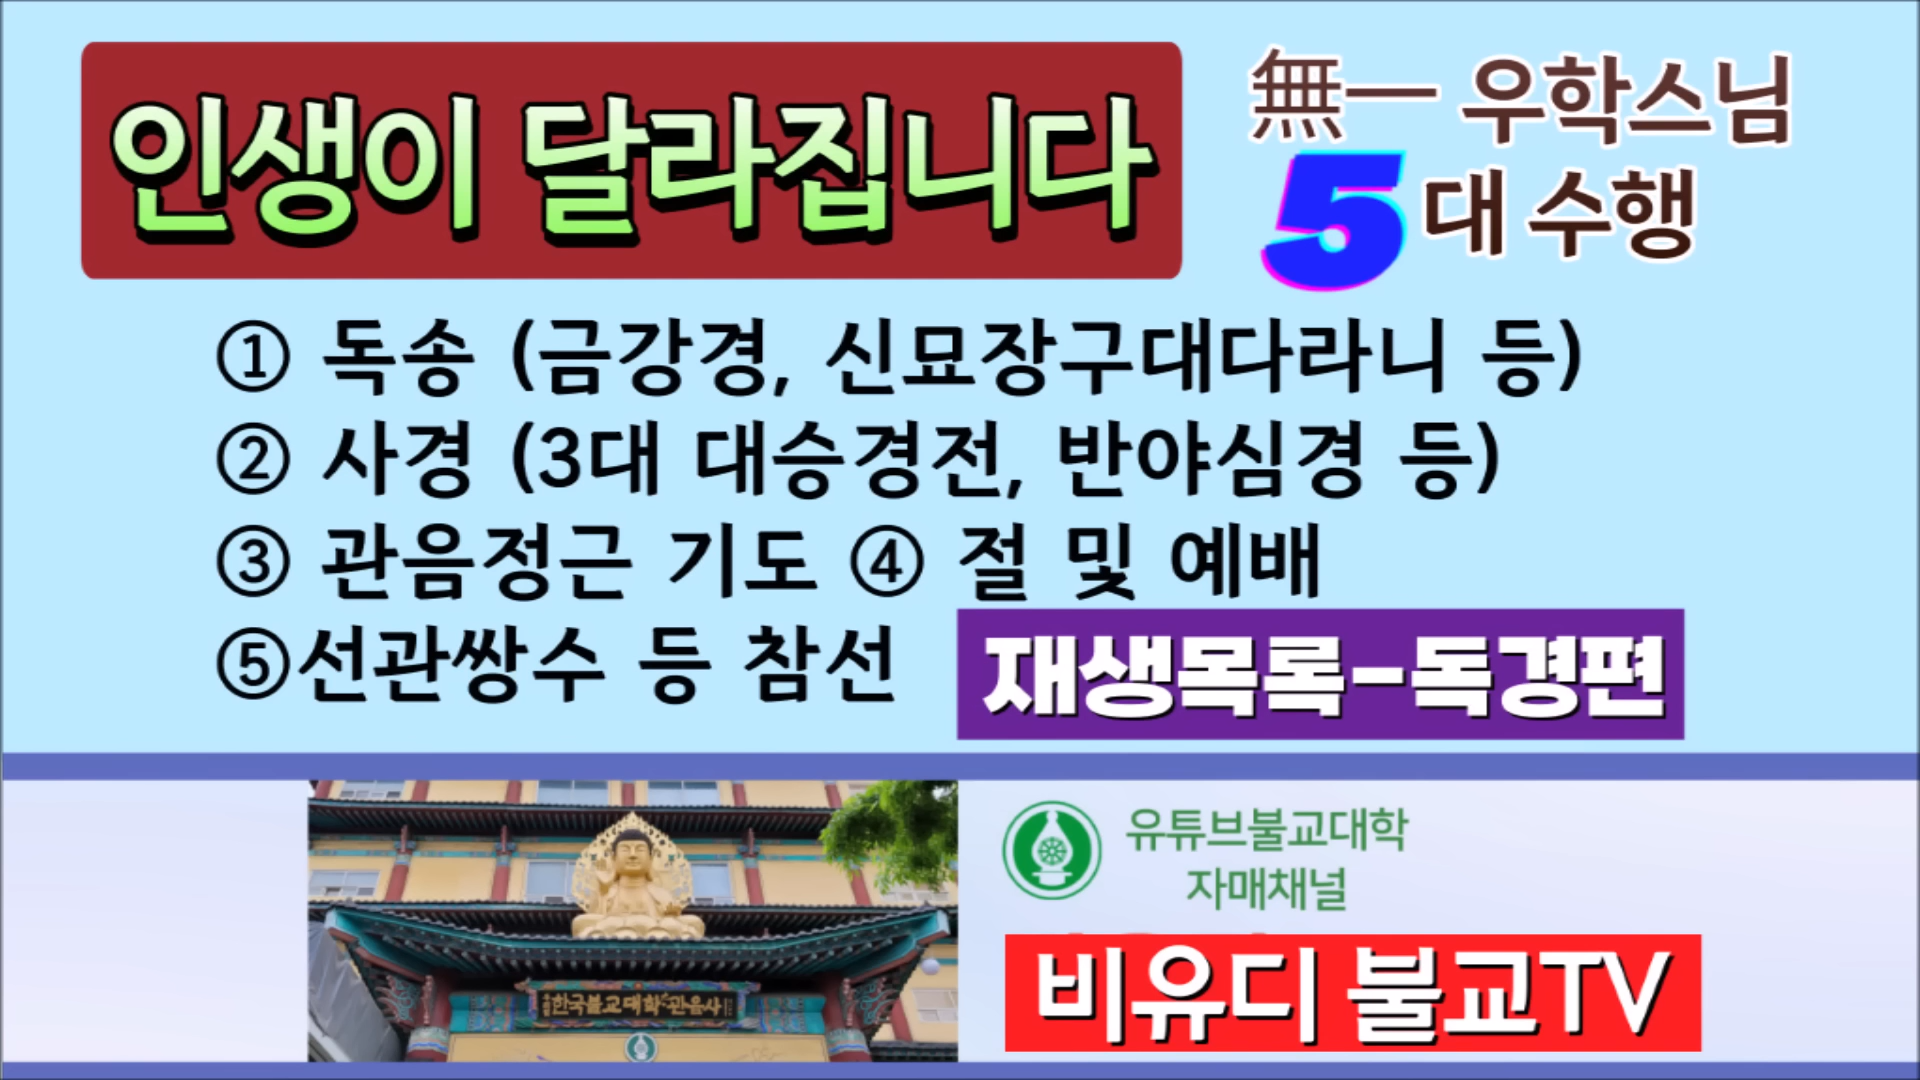 인생이 달라집니다
無一 우학스님
5대 수행
① 독송 (금강경, 신묘장구대다라니 등)
② 사경 (3대 대승경전, 반야심경 등)
③ 관음정근 기도 ④ 절 및 예배
⑤선관쌍수 등 참선
재생목록-독경편
유튜브불교대학
자매채널
비유디 불교TV
한국불교대학 관음사